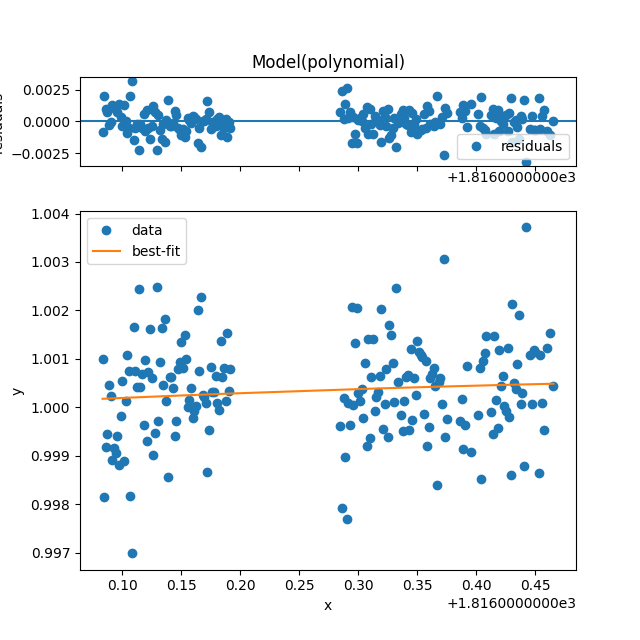 Model(polynomial)
0.0025
0.0000
−0.0025
residuals
residuals
+1.8160000000e3
1.004
1.003
1.002
1.001
1.000
0.999
0.998
0.997
y
data
best-fit
0.10 0.15 0.20 0.25 0.30 0.35 0.40 0.45
x
+1.8160000000e3